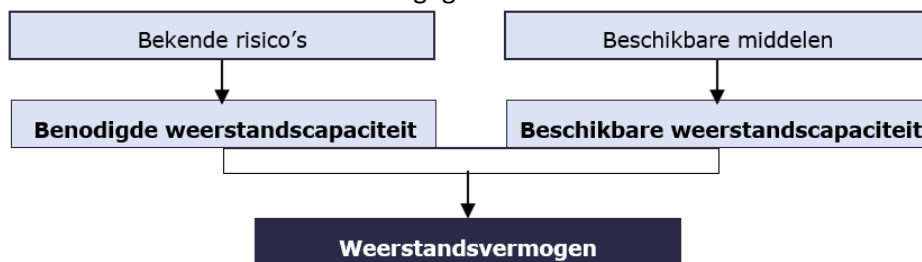 Bekende risico's
Beschikbare middelen
Benodigde weerstandscapaciteit
Beschikbare weerstandscapaciteit
Weerstandsvermogen